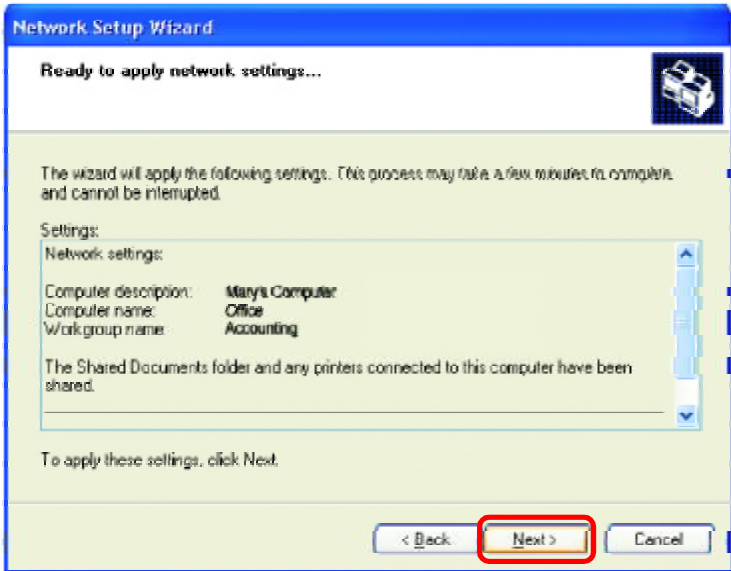 Network Setup Wizard
Ready to apply network settings...
The wizard will apply the following settings. This process may take a few minutes to complete
and cannot be interrupted.
Settings:
Network settings:
Computer description: Mary's Computer
Computer name: Office
Workgroup name: Accounting
The Shared Documents folder and any printers connected to this computer have been
shared.
To apply these settings, click Next.
< Back Next > Cancel